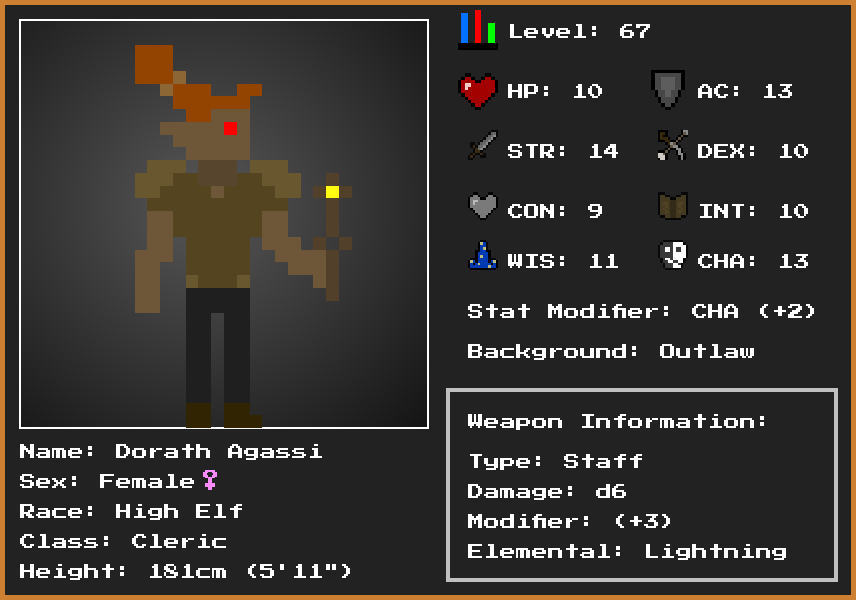 Level: 67
HP: 10 AC: 13
STR: 14 DEX: 10
CON: 9 INT: 10
WIS: 11 CHA: 13
Stat Modifier: CHA (+2)
Background: Outlaw
Weapon Information:
Type: Staff
Damage: d6
Modifier: (+3)
Elemental: Lightning
Name: Dorath Agassi
Sex: Female♀
Race: High Elf
Class: Cleric
Height: 181cm (5'11")